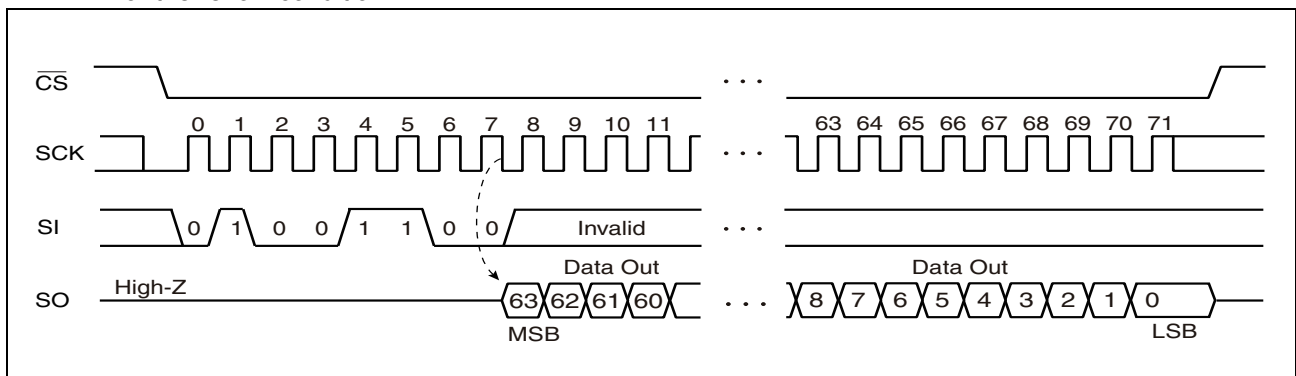 CS
0 1 2 3 4 5 6 7 8 9 10 11 63 64 65 66 67 68 69 70 71
SCK
SI 0 1 0 0 1 1 0 0 Invalid
Data Out Data Out
SO High-Z 63 62 61 60 8 7 6 5 4 3 2 1 0
MSB LSB